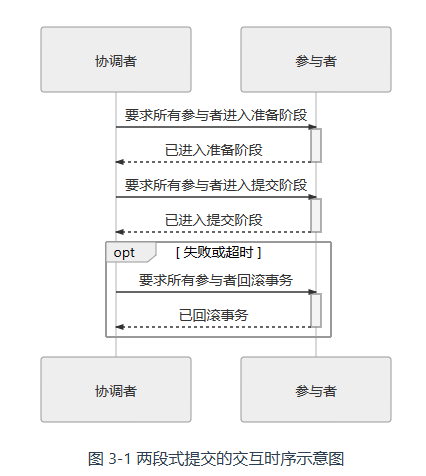 协调者 参与者
要求所有参与者进入准备阶段
已进入准备阶段
要求所有参与者进入提交阶段
已进入提交阶段
opt [ 失败或超时 ]
要求所有参与者回滚事务
已回滚事务
协调者 参与者
图 3-1 两段式提交的交互时序示意图